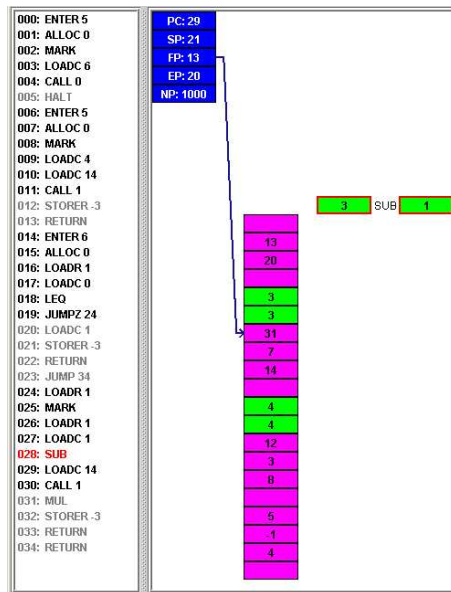 000: ENTER 5
001: ALLOC 0
002: MARK
003: LOADC 6
004: CALL 0
005: HALT
006: ENTER 5
007: ALLOC 0
008: MARK
009: LOADC 4
010: LOADC 14
011: CALL 1
012: STORER -3
013: RETURN
014: ENTER 6
015: ALLOC 0
016: LOADR 1
017: LOADC 0
018: LEQ
019: JUMPZ 24
020: LOADC 1
021: STORER -3
022: RETURN
023: JUMP 34
024: LOADR 1
025: MARK
026: LOADR 1
027: LOADC 1
028: SUB
029: LOADC 14
030: CALL 1
031: MUL
032: STORER -3
033: RETURN
034: RETURN
PC: 29
SP: 21
FP: 13
EP: 20
NP: 1000
3 SUB 1
13
20
3
3
31
7
14
4
4
12
3
8
5
-1
4